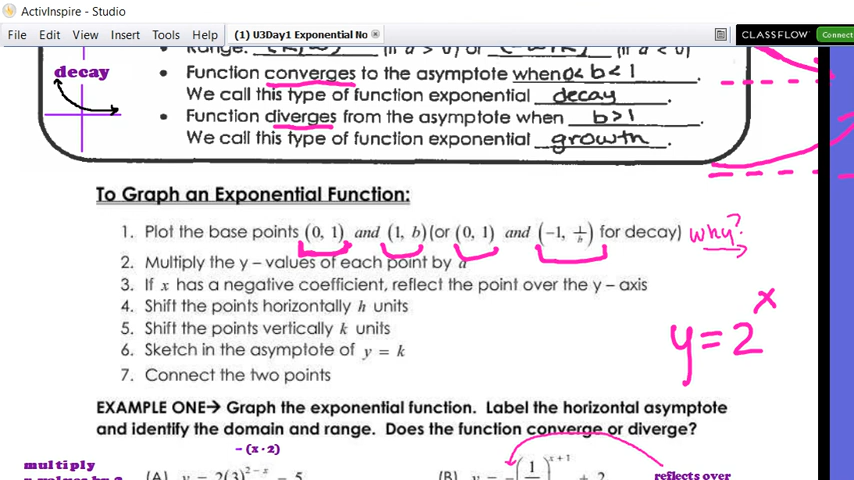 ActivInspire - Studio
File Edit View Insert Tools Help (1) U3Day1 Exponential No CLASSFLOW Connect
decay
• Function converges to the asymptote when 0 < b < 1
We call this type of function exponential decay
• Function diverges from the asymptote when b > 1
We call this type of function exponential growth
To Graph an Exponential Function:
1. Plot the base points (0, 1) and (1, b) (or (0, 1) and (-1, 1/b) for decay) why?
2. Multiply the y – values of each point by a
3. If x has a negative coefficient, reflect the point over the y – axis
4. Shift the points horizontally h units
5. Shift the points vertically k units
y = 2^x
6. Sketch in the asymptote of y = k
7. Connect the two points
EXAMPLE ONE→ Graph the exponential function. Label the horizontal asymptote
and identify the domain and range. Does the function converge or diverge?
- (x - 2)
multiply (A) y = 2(3)^{2-x} - 5 (B) x+1 reflects over